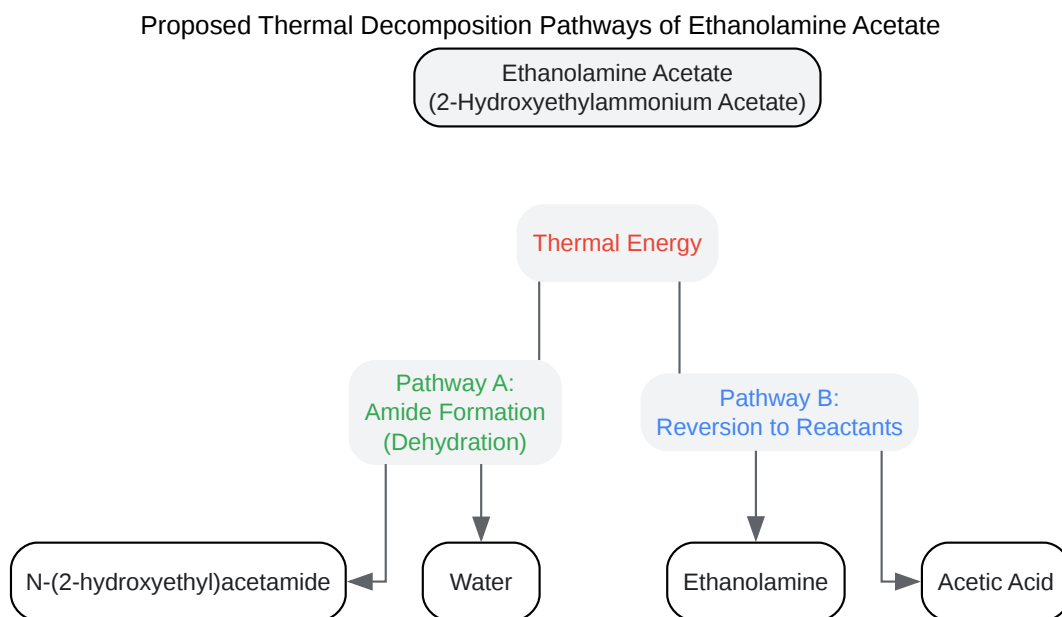 Proposed Thermal Decomposition Pathways of Ethanolamine Acetate
Ethanolamine Acetate
(2-Hydroxyethylammonium Acetate)
Thermal Energy
Pathway A:
Amide Formation
(Dehydration)
Pathway B:
Reversion to Reactants
N-(2-hydroxyethyl)acetamide
Water
Ethanolamine
Acetic Acid